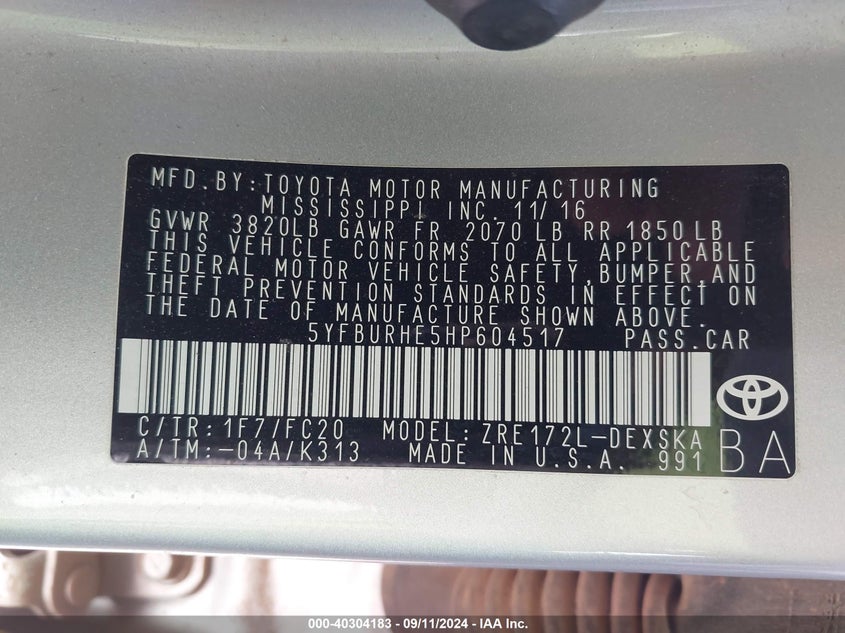 MFD.BY:TOYOTA MOTOR MANUFACTURING
MISSISSIPPI INC. 11/16
GVWR 3820LB GAWR FR 2070 LB RR 1850 LB
THIS VEHICLE CONFORMS TO ALL APPLICABLE
FEDERAL MOTOR VEHICLE SAFETY,BUMPER,AND
THEFT PREVENTION STANDARDS IN EFFECT ON
THE DATE OF MANUFACTURE SHOWN ABOVE.
5YFBURHE5HP604517 PASS.CAR
C/TR:1F7/FC20 MODEL:ZRE172L-DEXSKA
A/TM:-04A/K313 MADE IN U.S.A. 991 BA
000-40304183 - 09/11/2024 - IAA Inc.